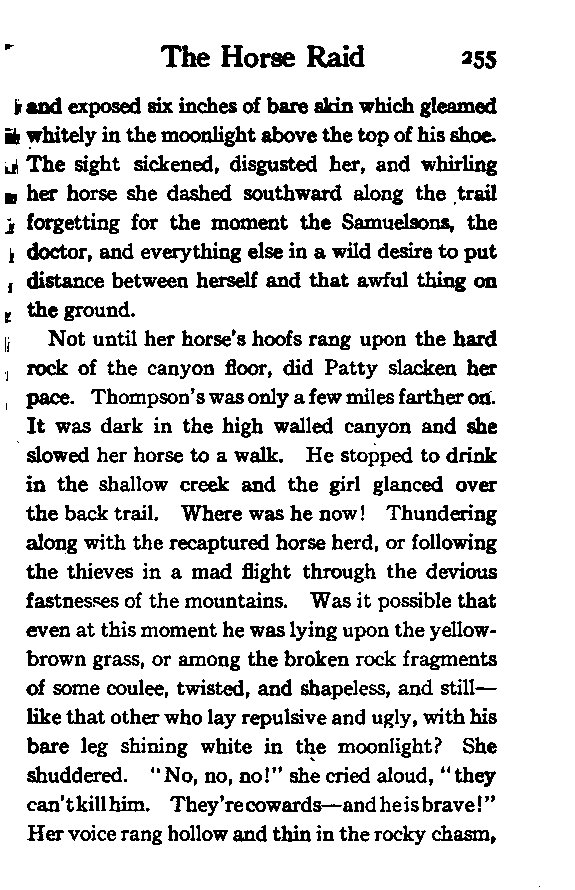 The Horse Raid 255
and exposed six inches of bare skin which gleamed
whitely in the moonlight above the top of his shoe.
The sight sickened, disgusted her, and whirling
her horse she dashed southward along the trail
forgetting for the moment the Samuelsons, the
doctor, and everything else in a wild desire to put
distance between herself and that awful thing on
the ground.
Not until her horse's hoofs rang upon the hard
rock of the canyon floor, did Patty slacken her
pace. Thompson's was only a few miles farther on.
It was dark in the high walled canyon and she
slowed her horse to a walk. He stopped to drink
in the shallow creek and the girl glanced over
the back trail. Where was he now! Thundering
along with the recaptured horse herd, or following
the thieves in a mad flight through the devious
fastnesses of the mountains. Was it possible that
even at this moment he was lying upon the yellow-
brown grass, or among the broken rock fragments
of some coulee, twisted, and shapeless, and still—
like that other who lay repulsive and ugly, with his
bare leg shining white in the moonlight? She
shuddered. "No, no, no!" she cried aloud, "they
can't kill him. They're cowards—and he is brave!"
Her voice rang hollow and thin in the rocky chasm,